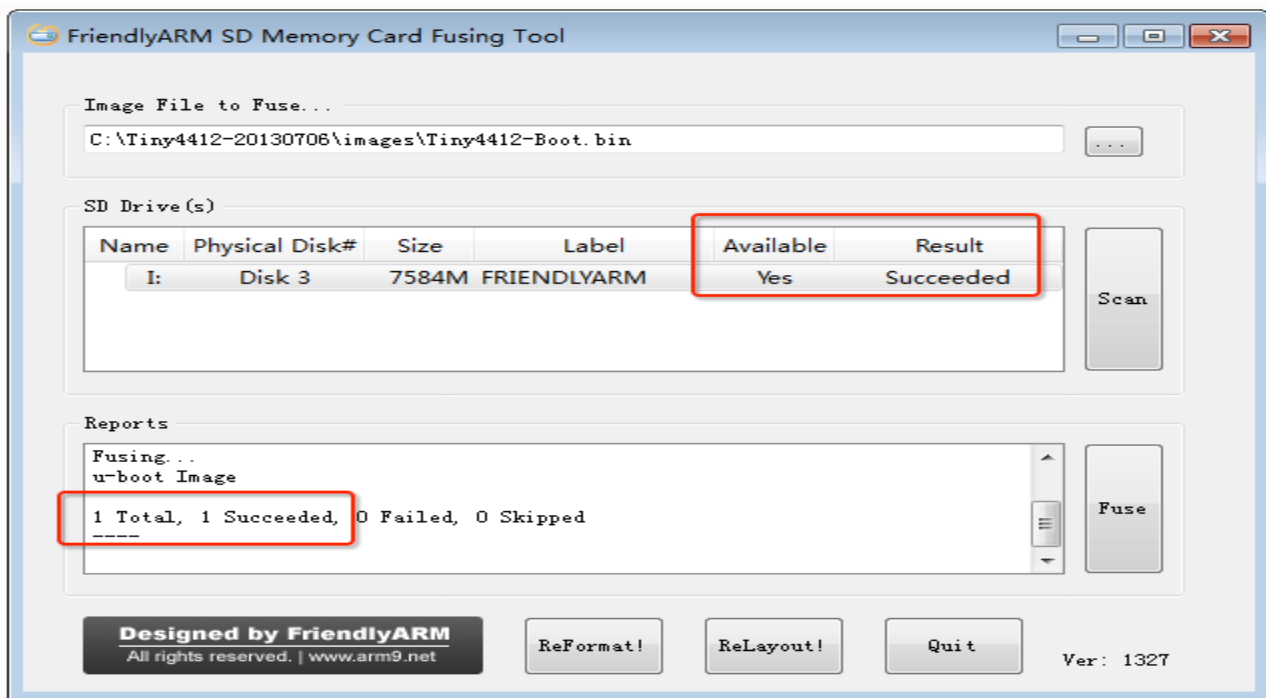 FriendlyARM SD Memory Card Fusing Tool
Image File to Fuse...
C:\Tiny4412-20130706\images\Tiny4412-Boot.bin
...
SD Drive(s)
Name Physical Disk# Size Label Available Result
I: Disk 3 7584M FRIENDLYARM Yes Succeeded
Scan
Reports
Fusing...
u-boot Image
1 Total, 1 Succeeded, 0 Failed, 0 Skipped
----
Fuse
Designed by FriendlyARM
All rights reserved. | www.arm9.net
ReFormat!
ReLayout!
Quit
Ver: 1327